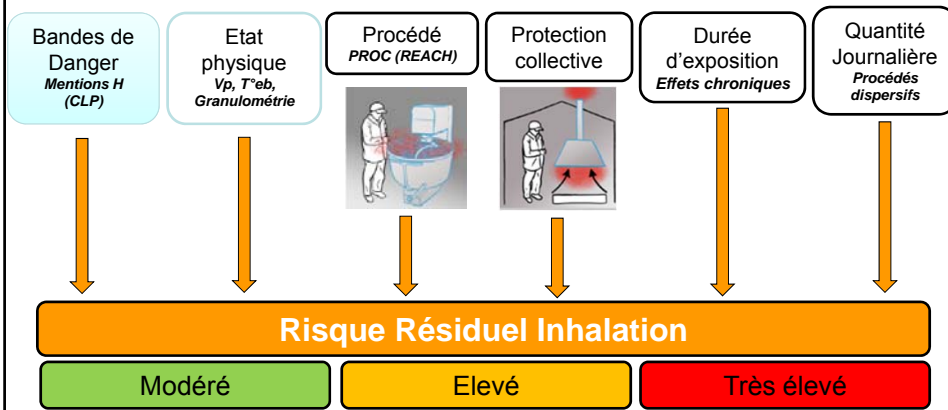 Bandes de
Danger
Mentions H
(CLP)
Etat
physique
Vp, T°eb,
Granulométrie
Procédé
PROC (REACH)
Protection
collective
Durée
d'exposition
Effets chroniques
Quantité
Journalière
Procédés
dispersifs
Risque Résiduel Inhalation
Modéré
Elevé
Très élevé